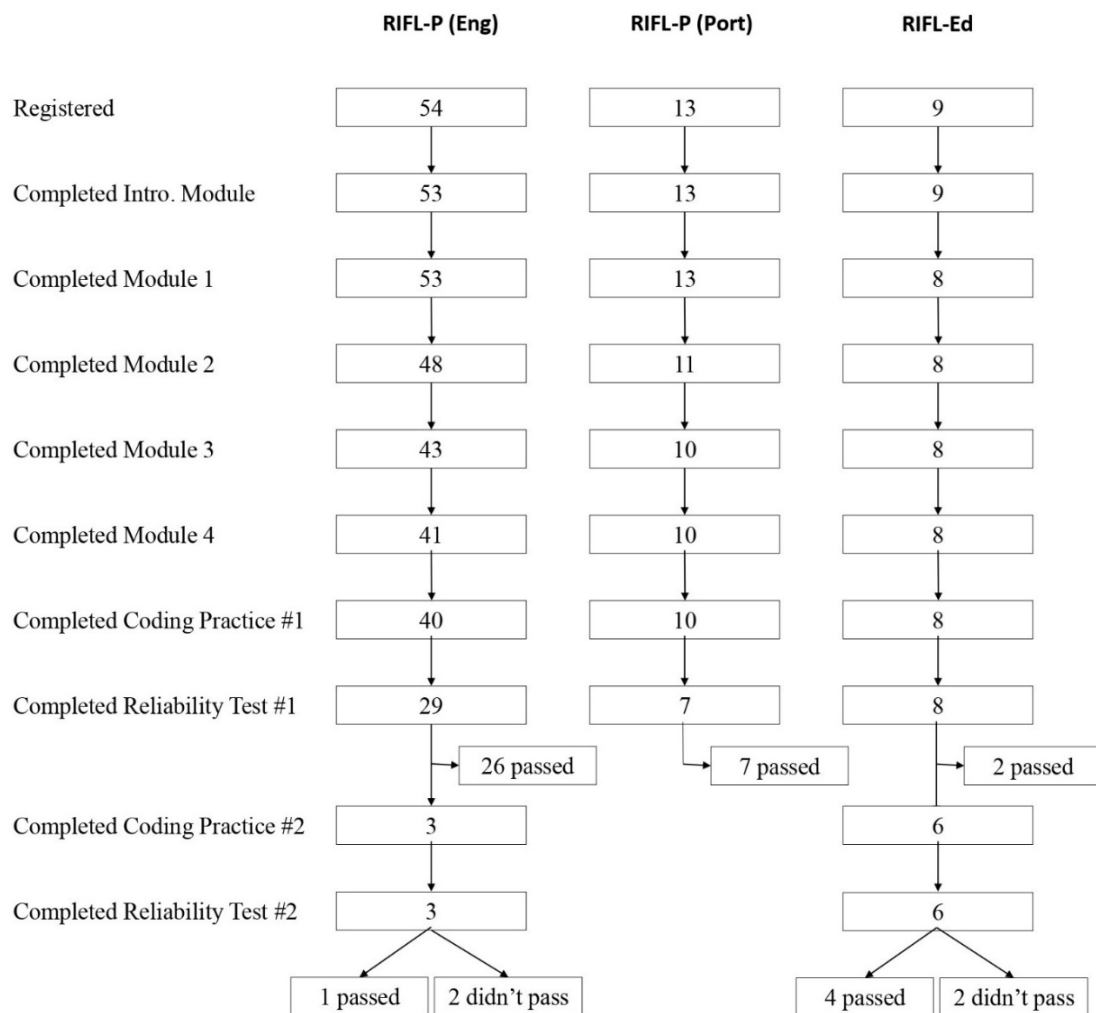 RIFL-P (Eng) RIFL-P (Port) RIFL-Ed
Registered 54 13 9
Completed Intro. Module 53 13 9
Completed Module 1 53 13 8
Completed Module 2 48 11 8
Completed Module 3 43 10 8
Completed Module 4 41 10 8
Completed Coding Practice #1 40 10 8
Completed Reliability Test #1 29 7 8
26 passed 7 passed 2 passed
Completed Coding Practice #2 3 6
Completed Reliability Test #2 3 6
1 passed 2 didn’t pass 4 passed 2 didn’t pass